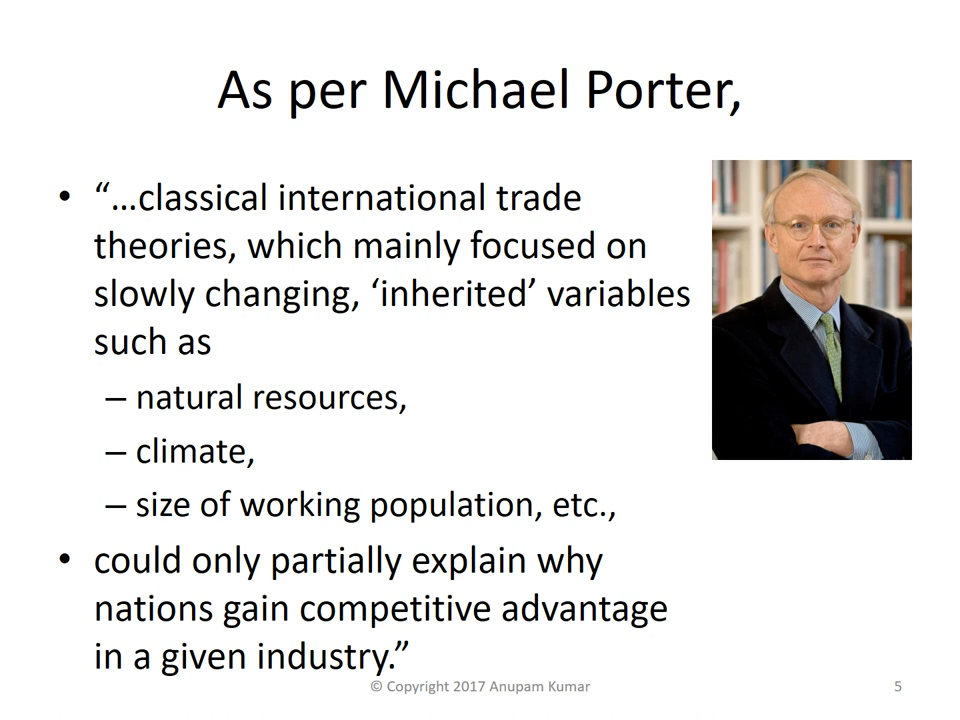 As per Michael Porter,
• “…classical international trade
theories, which mainly focused on
slowly changing, ‘inherited’ variables
such as
– natural resources,
– climate,
– size of working population, etc.,
• could only partially explain why
nations gain competitive advantage
in a given industry.”
© Copyright 2017 Anupam Kumar
5